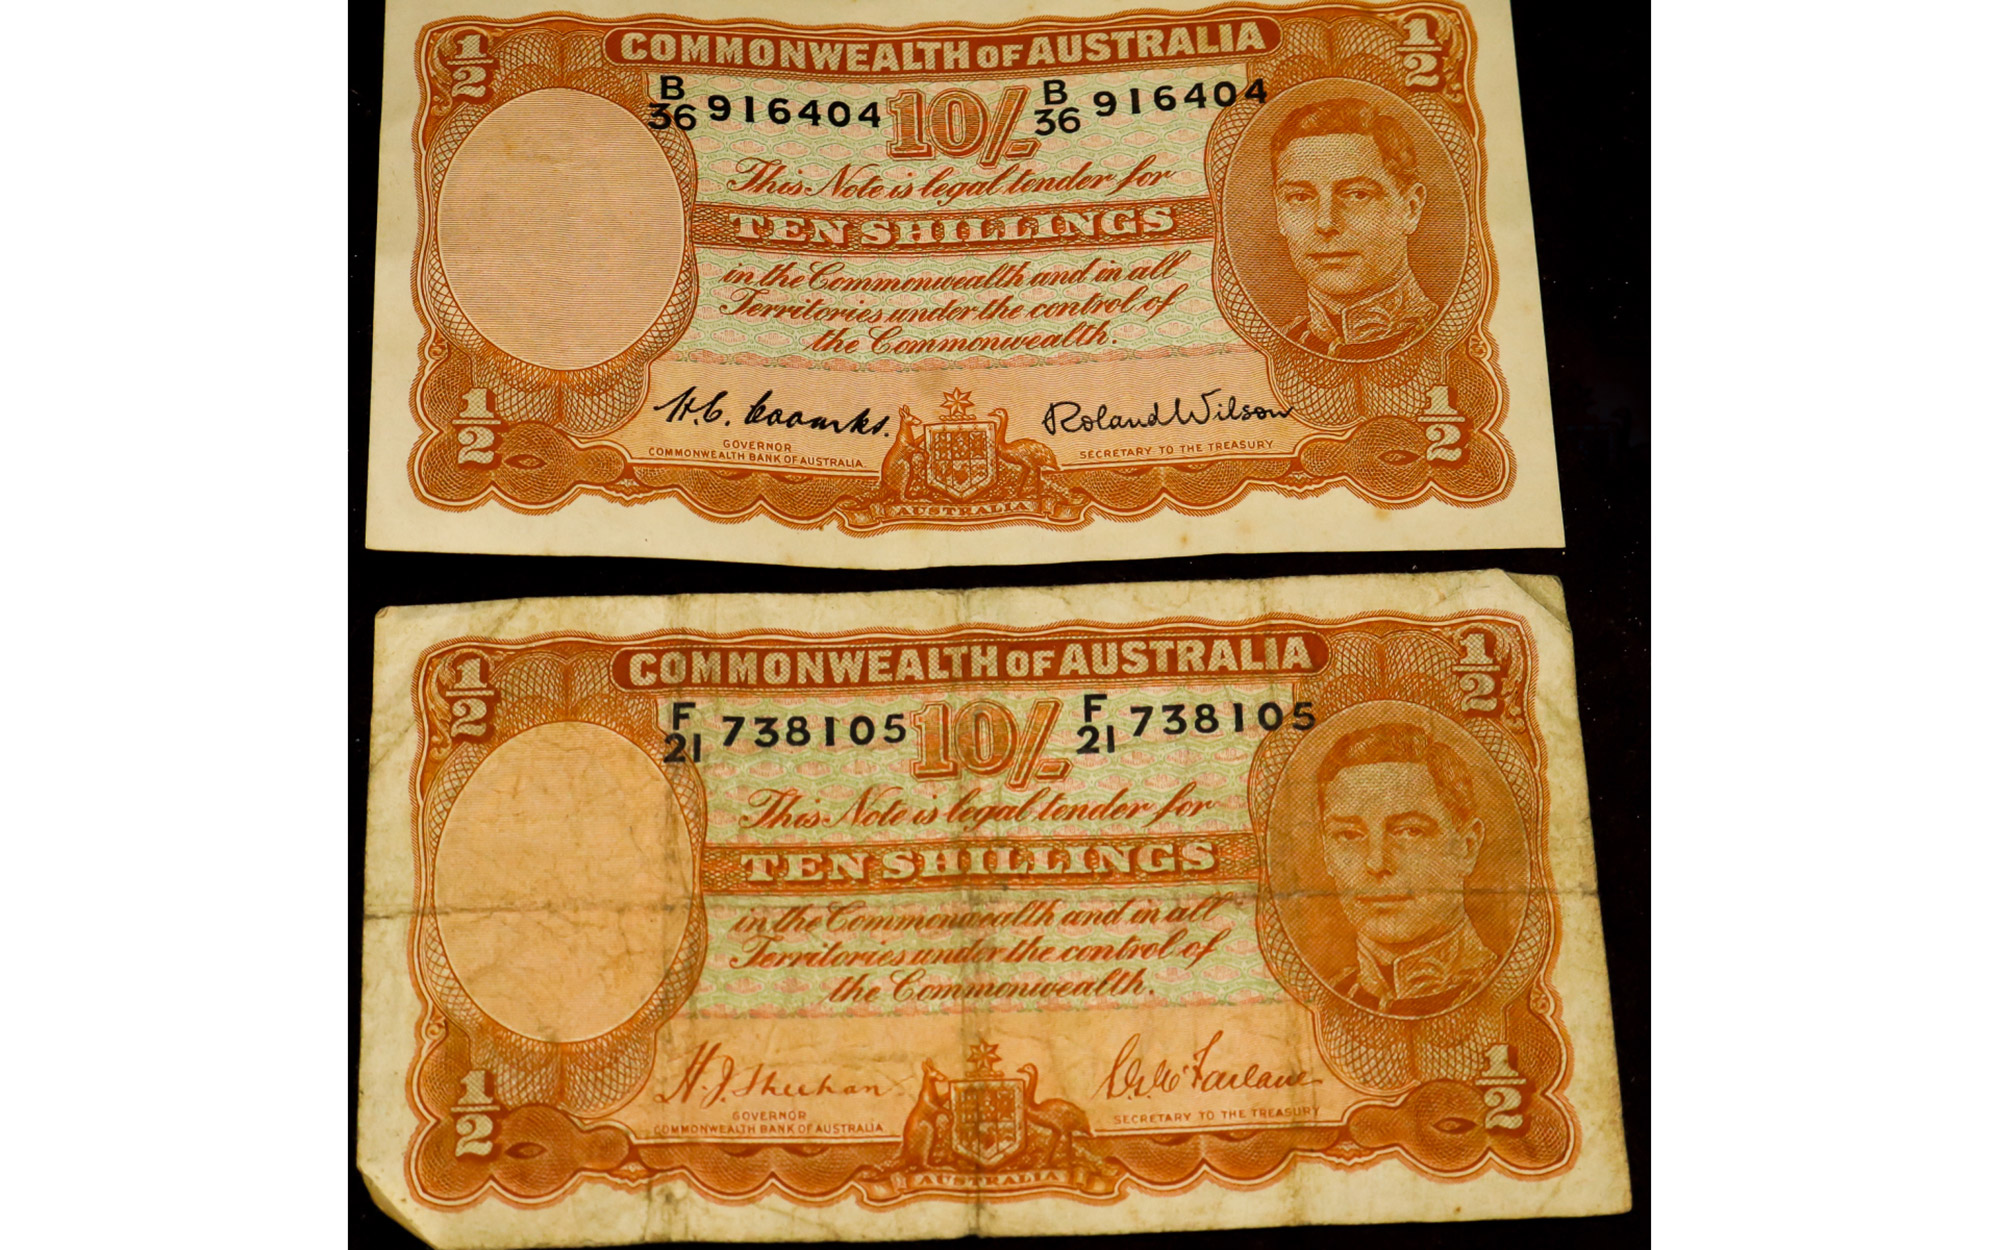 1/2 COMMONWEALTH OF AUSTRALIA 1/2
B/36 916404 10/- B/36 916404
This Note is legal tender for
TEN SHILLINGS
in the Commonwealth and in all
Territories under the control of
the Commonwealth.
H.C. Coombs. Roland Wilson
GOVERNOR
COMMONWEALTH BANK OF AUSTRALIA. SECRETARY TO THE TREASURY
1/2 1/2
AUSTRALIA
1/2 COMMONWEALTH OF AUSTRALIA 1/2
F/21 738105 10/- F/21 738105
This Note is legal tender for
TEN SHILLINGS
in the Commonwealth and in all
Territories under the control of
the Commonwealth.
H.J. Sheehan. S.G. McFarlane
GOVERNOR
COMMONWEALTH BANK OF AUSTRALIA. SECRETARY TO THE TREASURY
1/2 1/2
AUSTRALIA